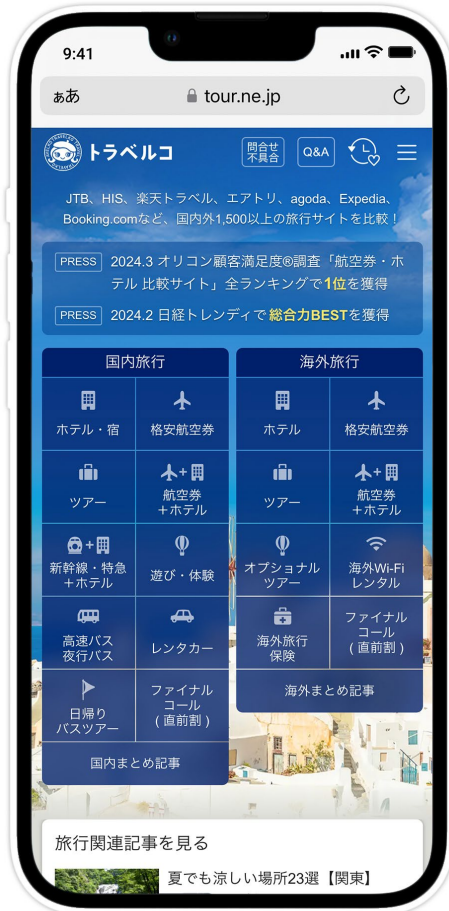 9:41
ぁあ
tour.ne.jp
トラベルコ
問合せ
不具合
Q&A
JTB、HIS、楽天トラベル、エアトリ、agoda、Expedia、
Booking.comなど、国内外1,500以上の旅行サイトを比較！
PRESS 2024.3 オリコン顧客満足度®調査「航空券・ホ
テル 比較サイト」全ランキングで1位を獲得
PRESS 2024.2 日経トレンディで 総合力BESTを獲得
国内旅行
ホテル・宿
格安航空券
ツアー
航空券
＋ホテル
新幹線・特急
＋ホテル
遊び・体験
高速バス
夜行バス
レンタカー
日帰り
バスツアー
ファイナル
コール
(直前割)
国内まとめ記事
海外旅行
ホテル
格安航空券
ツアー
航空券
＋ホテル
オプショナル
ツアー
海外Wi-Fi
レンタル
海外旅行
保険
ファイナル
コール
(直前割)
海外まとめ記事
旅行関連記事を見る
夏でも涼しい場所23選【関東】